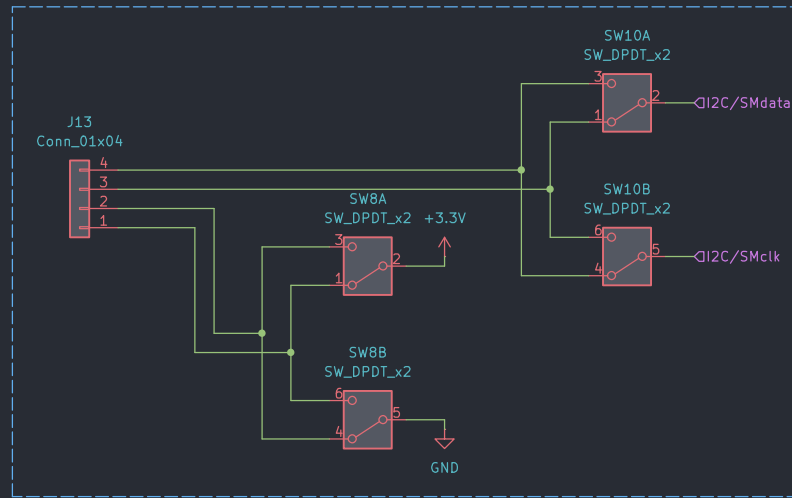 SW10A
SW_DPDT_x2
3
2
I2C/SMdata
1
J13
Conn_01x04
4
3
2
1
SW8A
SW_DPDT_x2
+3.3V
3
2
1
SW10B
SW_DPDT_x2
6
5
I2C/SMclk
4
SW8B
SW_DPDT_x2
6
5
4
GND